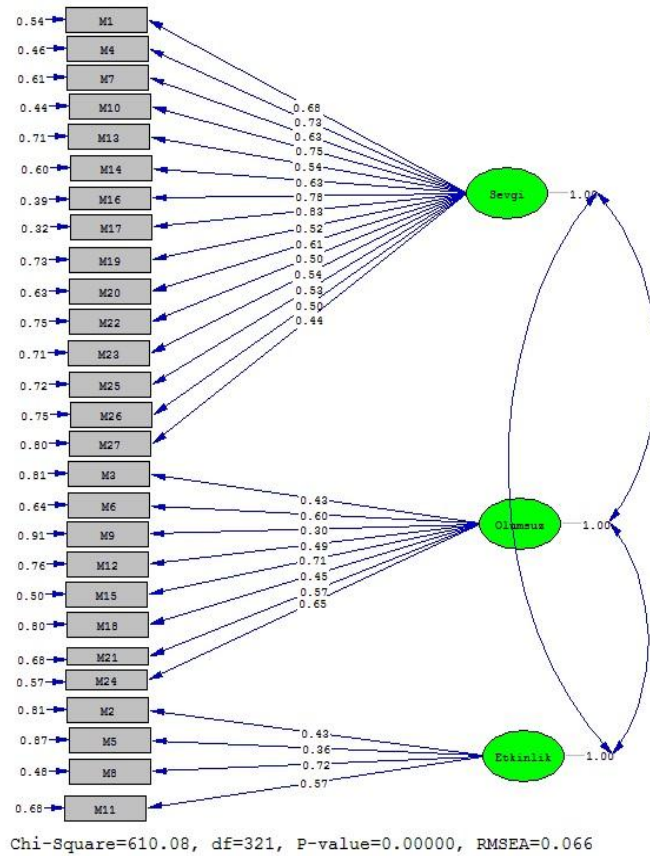 0.54 M1
0.46 M4
0.61 M7
0.44 M10
0.71 M13
0.60 M14
0.39 M16
0.32 M17
0.73 M19
0.63 M20
0.75 M22
0.71 M23
0.72 M25
0.75 M26
0.80 M27
0.81 M3
0.64 M6
0.91 M9
0.76 M12
0.50 M15
0.80 M18
0.68 M21
0.57 M24
0.81 M2
0.87 M5
0.48 M8
0.68 M11
0.68
0.73
0.63
0.75
0.54
0.63
0.78
0.83
0.52
0.61
0.50
0.54
0.53
0.50
0.44
Sevgi 1.00
0.43
0.60
0.30
0.49
0.71
0.45
0.57
0.65
Olumsuz 1.00
0.43
0.36
0.72
0.57
Etkinlik 1.00
Chi-Square=610.08, df=321, P-value=0.00000, RMSEA=0.066